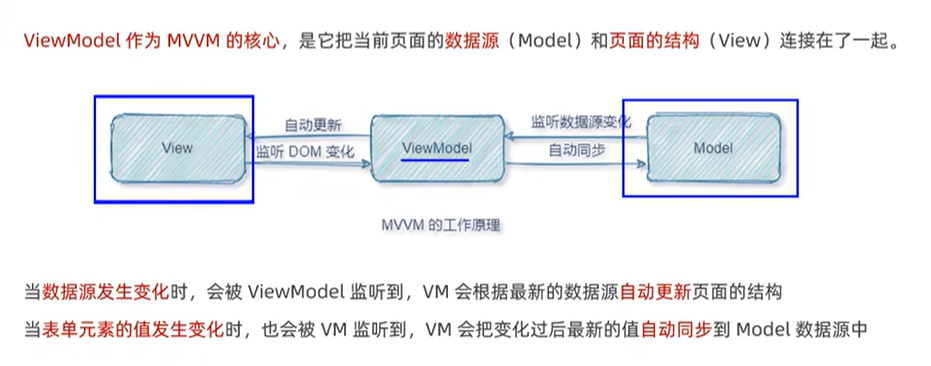 ViewModel 作为 MVVM 的核心，是它把当前页面的数据源（Model）和页面的结构（View）连接在了一起。
自动更新
监听数据源变化
View
监听 DOM 变化
ViewModel
自动同步
Model
MVVM 的工作原理
当数据源发生变化时，会被 ViewModel 监听到，VM 会根据最新的数据源自动更新页面的结构
当表单元素的值发生变化时，也会被 VM 监听到，VM 会把变化过后最新的值自动同步到 Model 数据源中